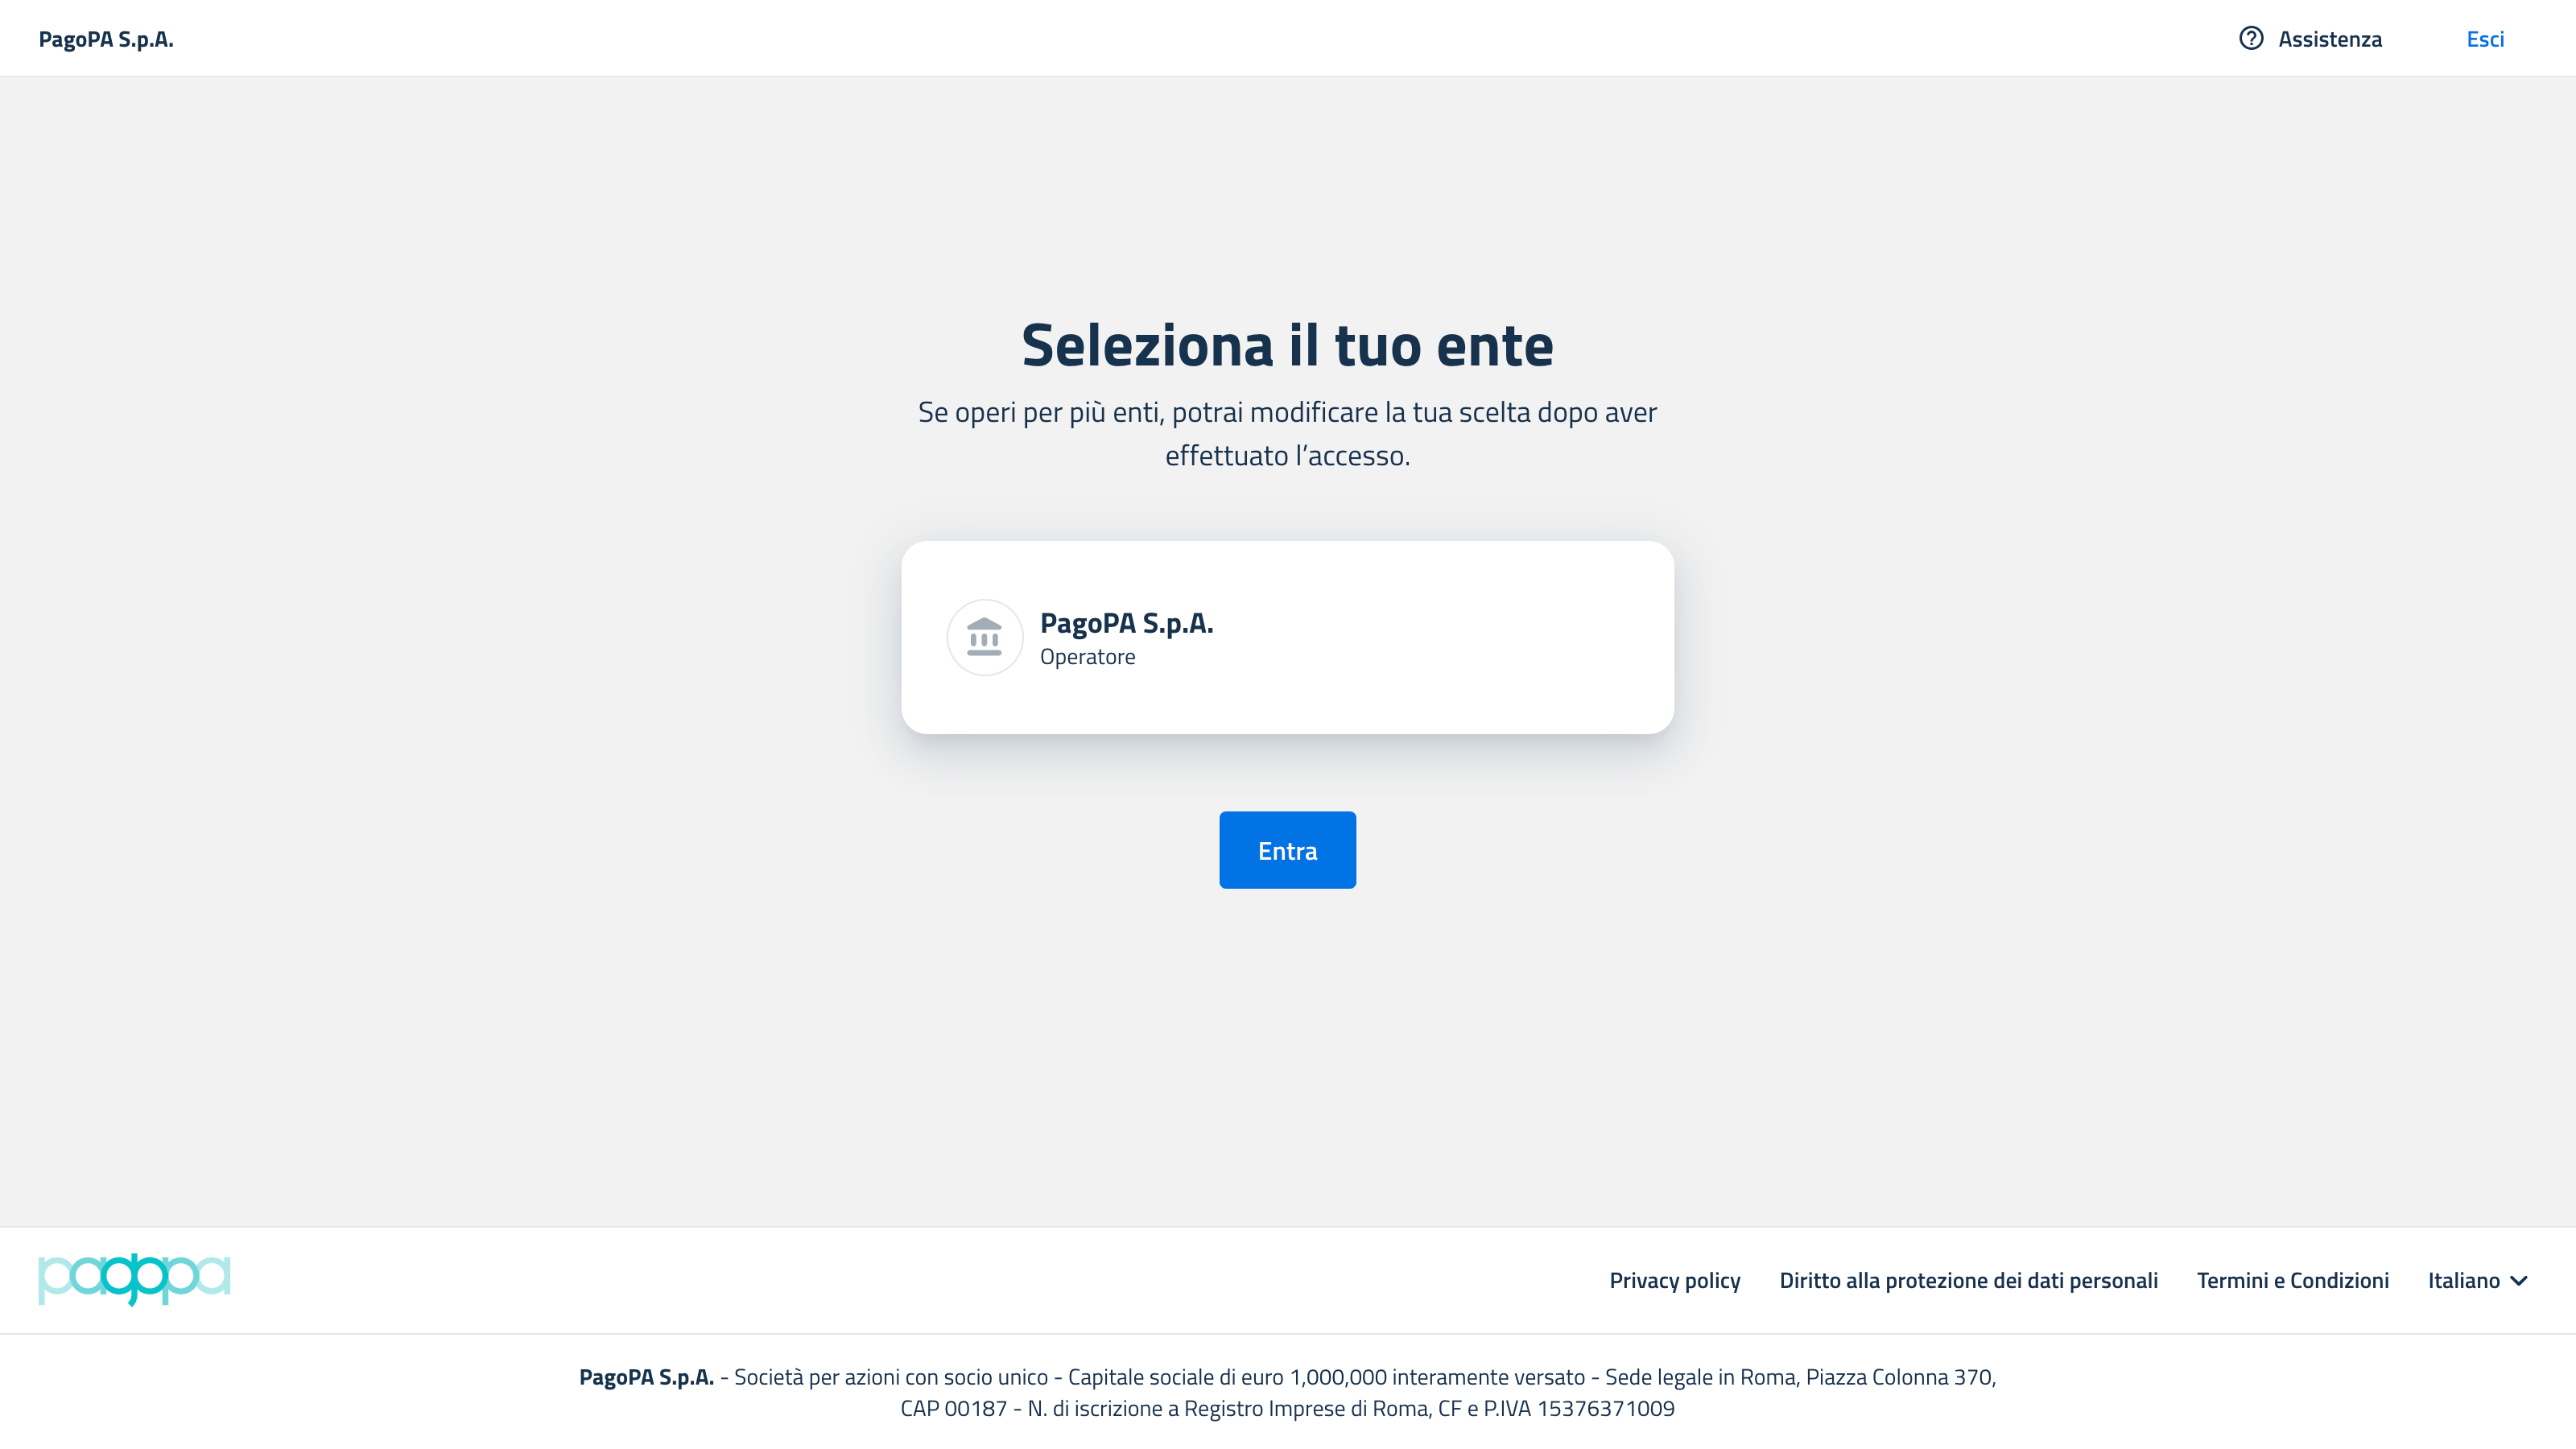 PagoPA S.p.A.
Assistenza
Esci
Seleziona il tuo ente
Se operi per più enti, potrai modificare la tua scelta dopo aver
effettuato l’accesso.
PagoPA S.p.A.
Operatore
Entra
pagopa
Privacy policy
Diritto alla protezione dei dati personali
Termini e Condizioni
Italiano
PagoPA S.p.A. - Società per azioni con socio unico - Capitale sociale di euro 1,000,000 interamente versato - Sede legale in Roma, Piazza Colonna 370,
CAP 00187 - N. di iscrizione a Registro Imprese di Roma, CF e P.IVA 15376371009